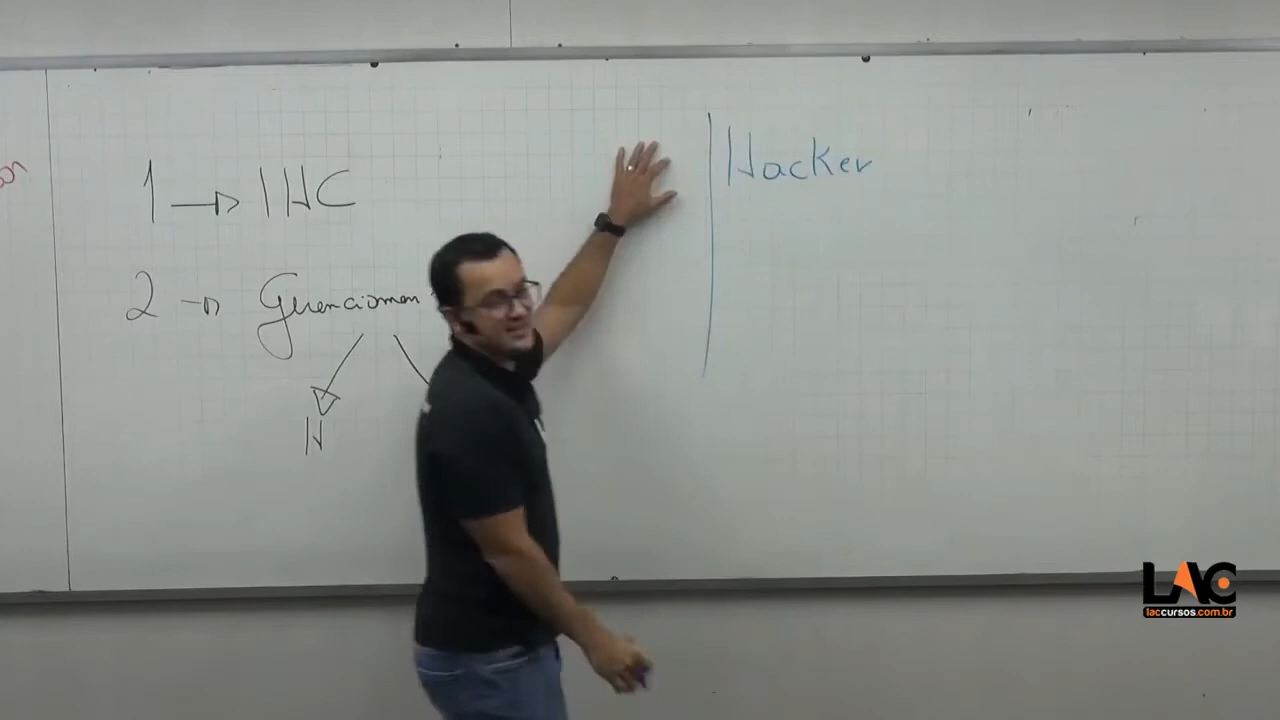 1 → IHC
2 → Gerenciamen
H
Hacker
LAC
laccursos.com.br